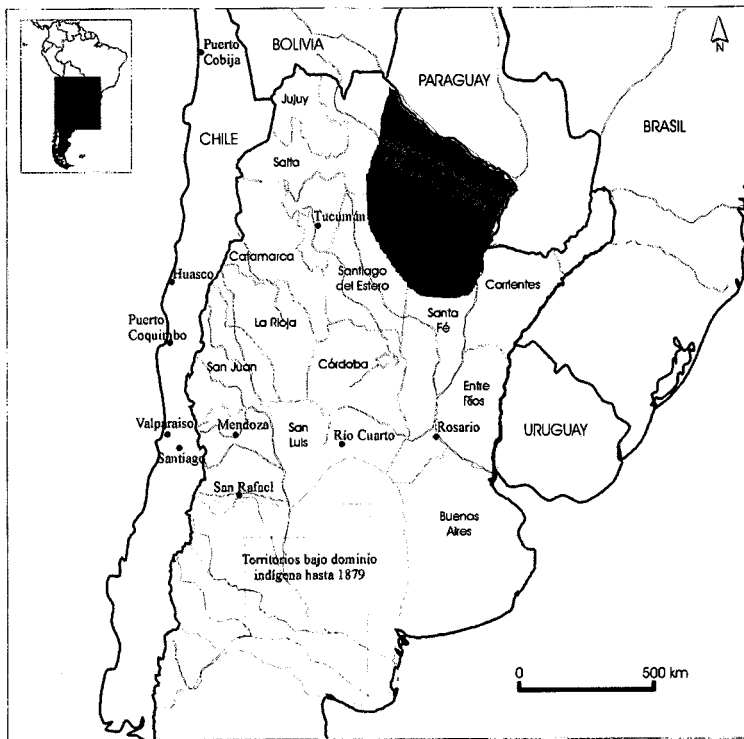 Puerto
Cobija
BOLIVIA
PARAGUAY
N
Jujuy
CHILE
BRASIL
Salta
Tucumán
Catamarca
Huasco
Santiago
del Estero
Corrientes
La Rioja
Santa
Fé
Puerto
Coquimbo
San Juan
Córdoba
Entre
Ríos
Valparaíso
Mendoza
San
Luis
Río Cuarto
Rosario
URUGUAY
Santiago
San Rafael
Buenos
Aires
Territorios bajo dominio
indígena hasta 1879
0 500 km